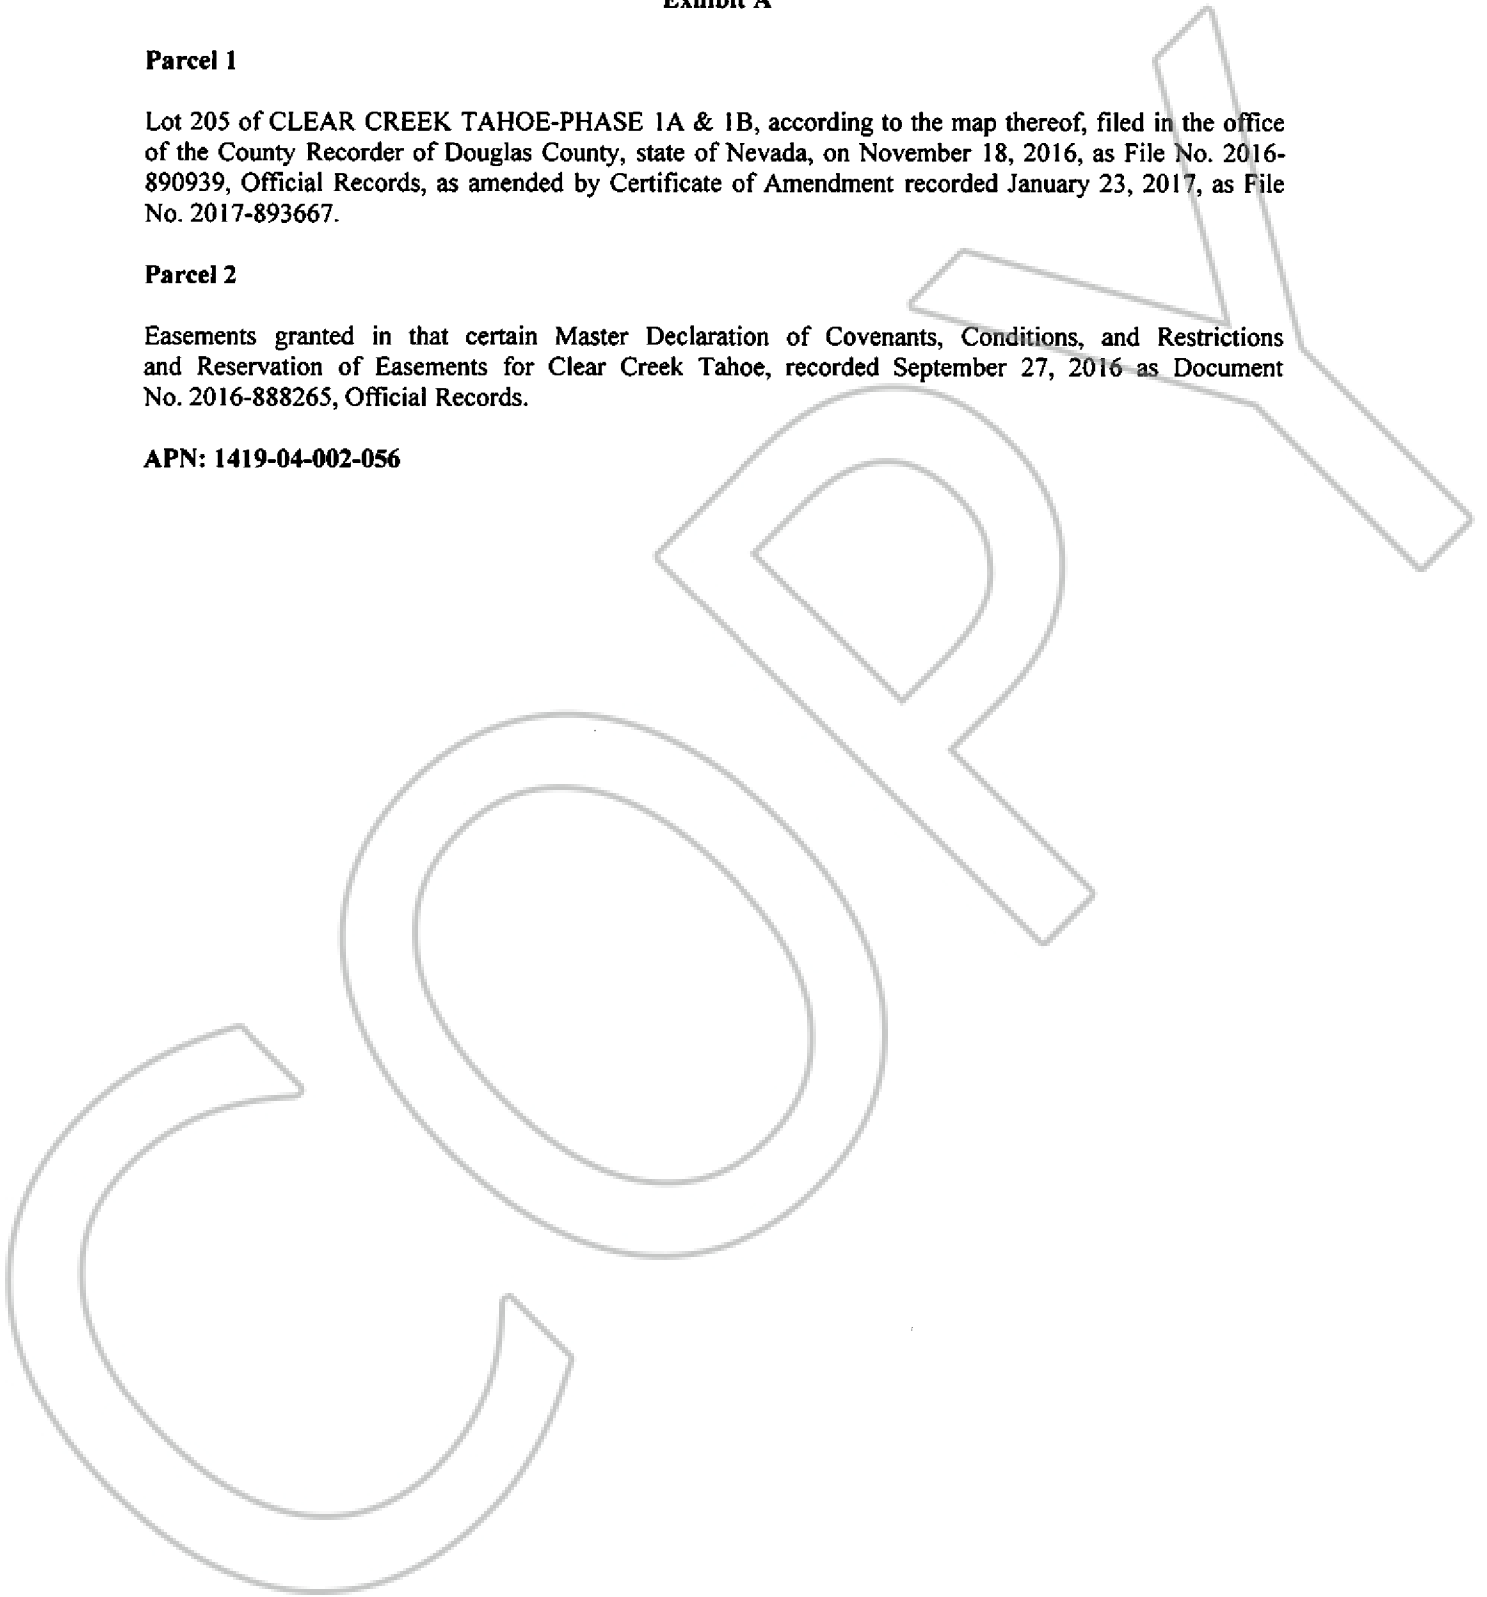 Exhibit A
Parcel 1
Lot 205 of CLEAR CREEK TAHOE-PHASE 1A & 1B, according to the map thereof, filed in the office
of the County Recorder of Douglas County, state of Nevada, on November 18, 2016, as File No. 2016-
890939, Official Records, as amended by Certificate of Amendment recorded January 23, 2017, as File
No. 2017-893667.
Parcel 2
Easements granted in that certain Master Declaration of Covenants, Conditions, and Restrictions
and Reservation of Easements for Clear Creek Tahoe, recorded September 27, 2016 as Document
No. 2016-888265, Official Records.
APN: 1419-04-002-056
COPY